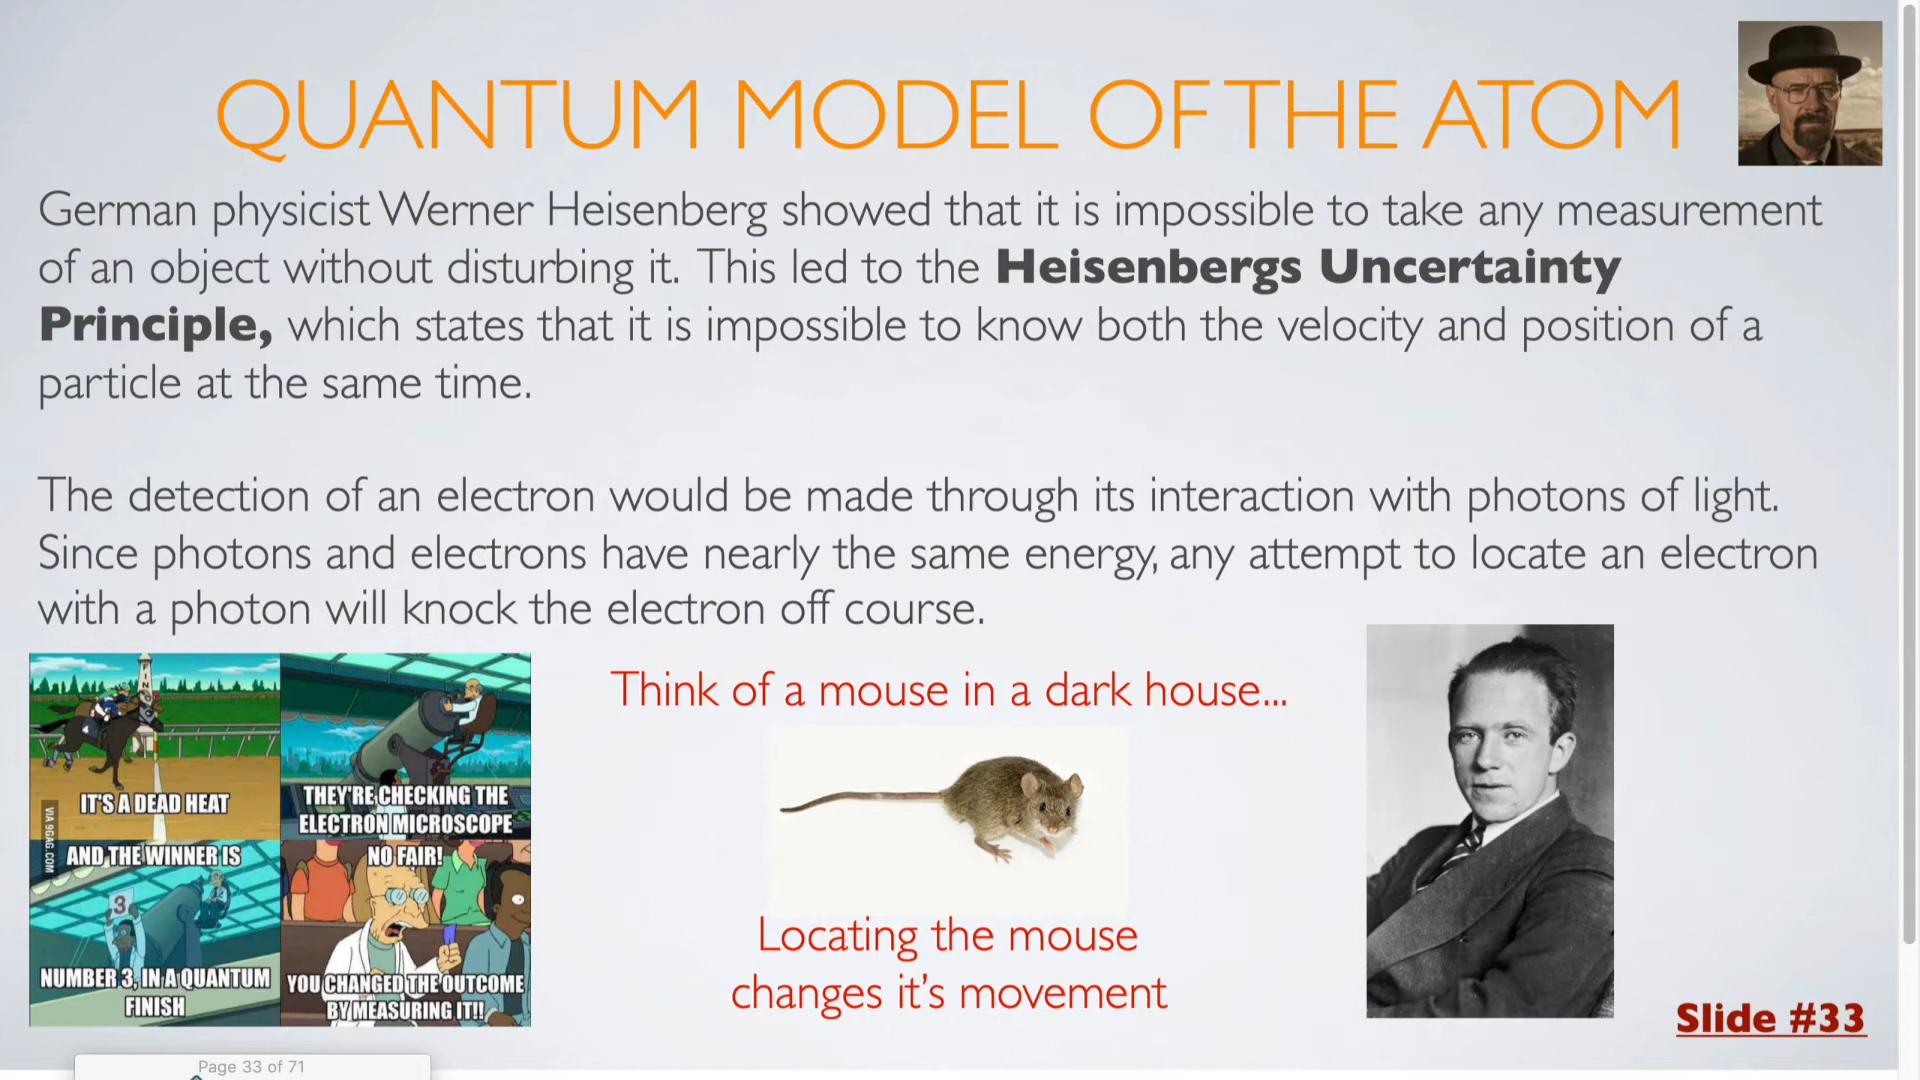 QUANTUM MODEL OF THE ATOM
German physicist Werner Heisenberg showed that it is impossible to take any measurement
of an object without disturbing it. This led to the Heisenbergs Uncertainty
Principle, which states that it is impossible to know both the velocity and position of a
particle at the same time.
The detection of an electron would be made through its interaction with photons of light.
Since photons and electrons have nearly the same energy, any attempt to locate an electron
with a photon will knock the electron off course.
FIN
IT'S A DEAD HEAT
VIA 9GAG.COM
THEY'RE CHECKING THE
ELECTRON MICROSCOPE
AND THE WINNER IS
3
NUMBER 3, IN A QUANTUM
FINISH
NO FAIR!
YOU CHANGED THE OUTCOME
BY MEASURING IT!!
Think of a mouse in a dark house...
Locating the mouse
changes it's movement
Slide #33
Page 33 of 71